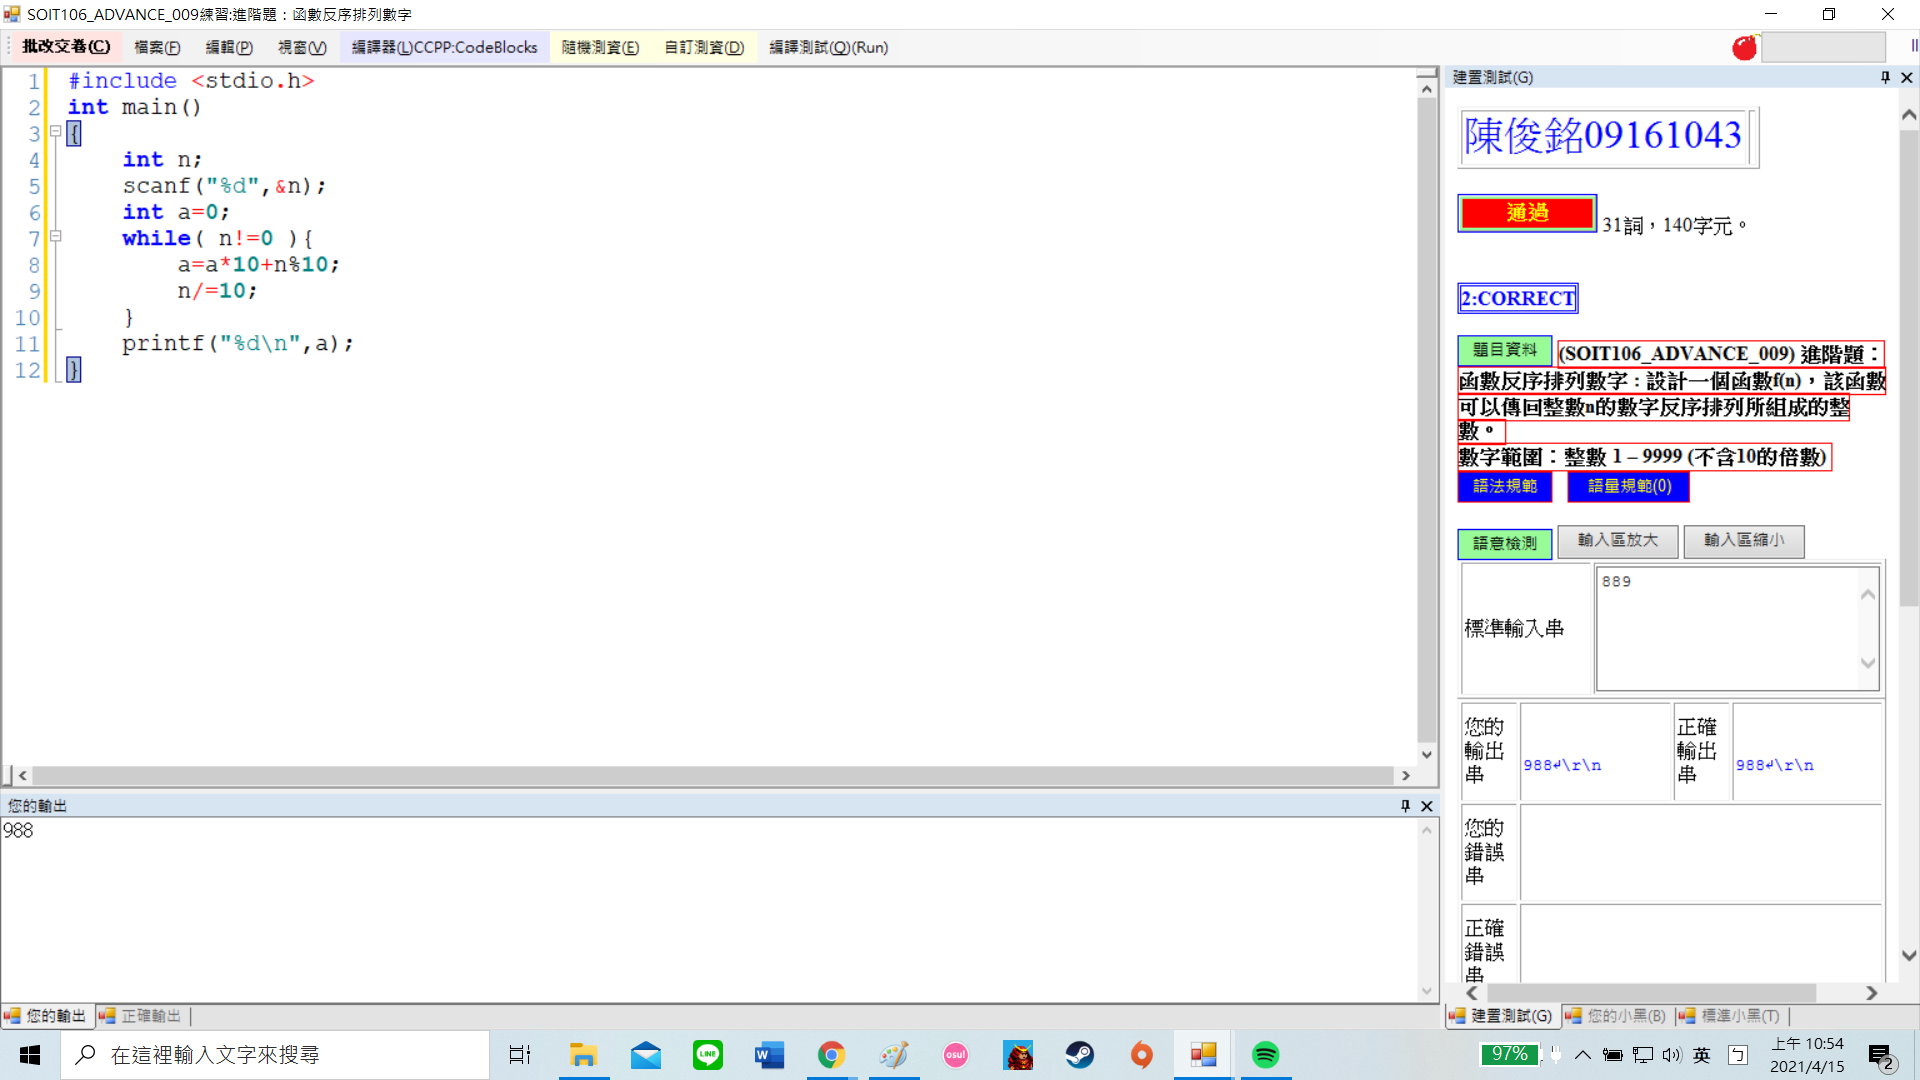 SOIT106_ADVANCE_009練習:進階題：函數反序排列數字
批改交卷(C) 檔案(F) 編輯(P) 視窗(V) 編譯器(L)CCPP:CodeBlocks 隨機測資(E) 自訂測資(D) 編譯測試(Q)(Run)
1 #include <stdio.h>
2 int main()
3 {
4 int n;
5 scanf("%d",&n);
6 int a=0;
7 while( n!=0 ){
8 a=a*10+n%10;
9 n/=10;
10 }
11 printf("%d\n",a);
12 }
您的輸出
988
您的輸出 正確輸出
建置測試(G)
陳俊銘09161043
通過 31詞，140字元。
2:CORRECT
題目資料 (SOIT106_ADVANCE_009) 進階題：
函數反序排列數字：設計一個函數f(n)，該函數
可以傳回整數n的數字反序排列所組成的整
數。
數字範圍：整數 1 – 9999 (不含10的倍數)
語法規範 語量規範(0)
語意檢測 輸入區放大 輸入區縮小
標準輸入串 889
您的輸出串 988↲\r\n 正確輸出串 988↲\r\n
您的錯誤串
正確錯誤串
建置測試(G) 您的小黑(B) 標準小黑(T)
在這裡輸入文字來搜尋
LINE
W
osu!
97%
英
上午 10:54
2021/4/15
2